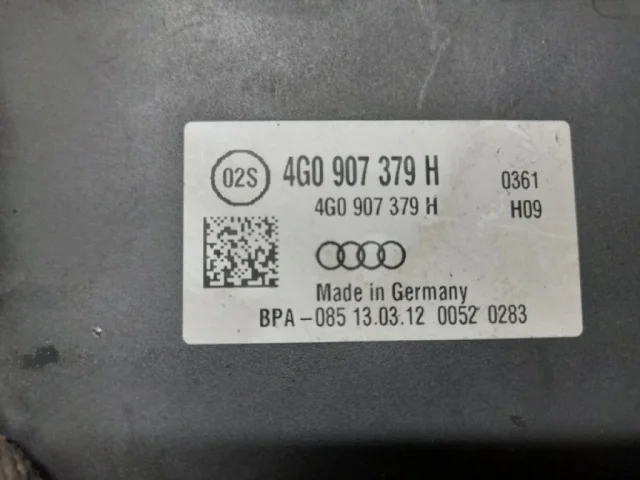 02S 4G0 907 379 H 0361
4G0 907 379 H H09
Made in Germany
BPA-085 13.03.12 0052 0283